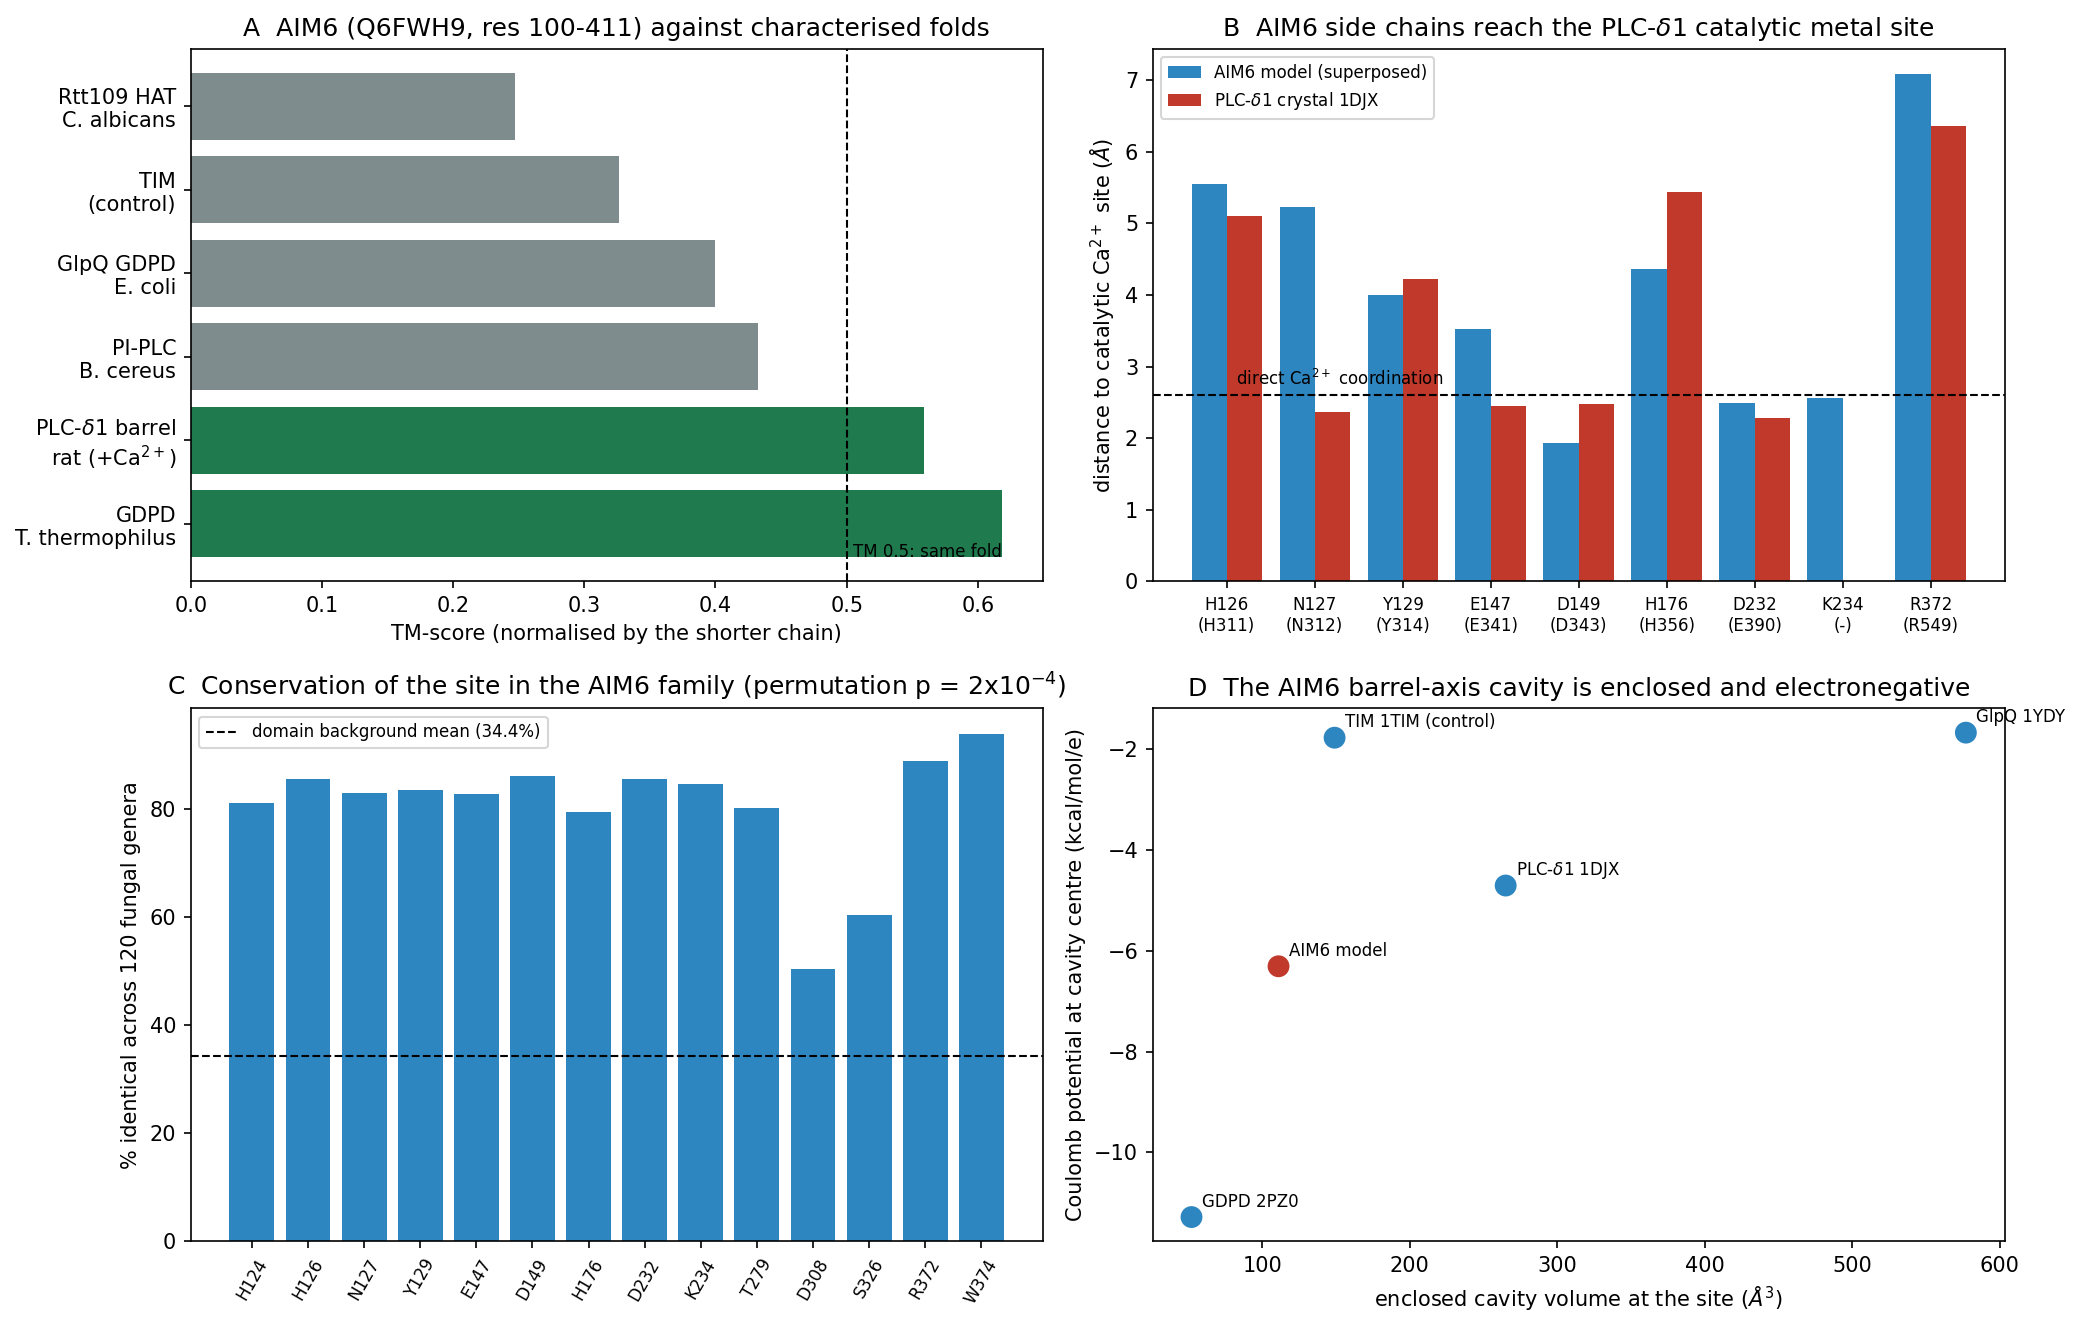 A  AIM6 (Q6FWH9, res 100-411) against characterised folds
Rtt109 HAT
C. albicans
TIM
(control)
GlpQ GDPD
E. coli
PI-PLC
B. cereus
PLC-δ1 barrel
rat (+Ca²⁺)
GDPD
T. thermophilus
TM 0.5: same fold
0.0 0.1 0.2 0.3 0.4 0.5 0.6
TM-score (normalised by the shorter chain)
B  AIM6 side chains reach the PLC-δ1 catalytic metal site
AIM6 model (superposed)
PLC-δ1 crystal 1DJX
distance to catalytic Ca²⁺ site (Å)
7
6
5
4
3
2
1
0
direct Ca²⁺ coordination
H126 N127 Y129 E147 D149 H176 D232 K234 R372
(H311) (N312) (Y314) (E341) (D343) (H356) (E390) (-) (R549)
C  Conservation of the site in the AIM6 family (permutation p = 2x10⁻⁴)
domain background mean (34.4%)
% identical across 120 fungal genera
80
60
40
20
0
H124 H126 N127 Y129 E147 D149 H176 D232 K234 T279 D308 S326 R372 W374
D  The AIM6 barrel-axis cavity is enclosed and electronegative
TIM 1TIM (control)
GlpQ 1YDY
PLC-δ1 1DJX
AIM6 model
GDPD 2PZ0
Coulomb potential at cavity centre (kcal/mol/e)
−2
−4
−6
−8
−10
100 200 300 400 500 600
enclosed cavity volume at the site (Å³)